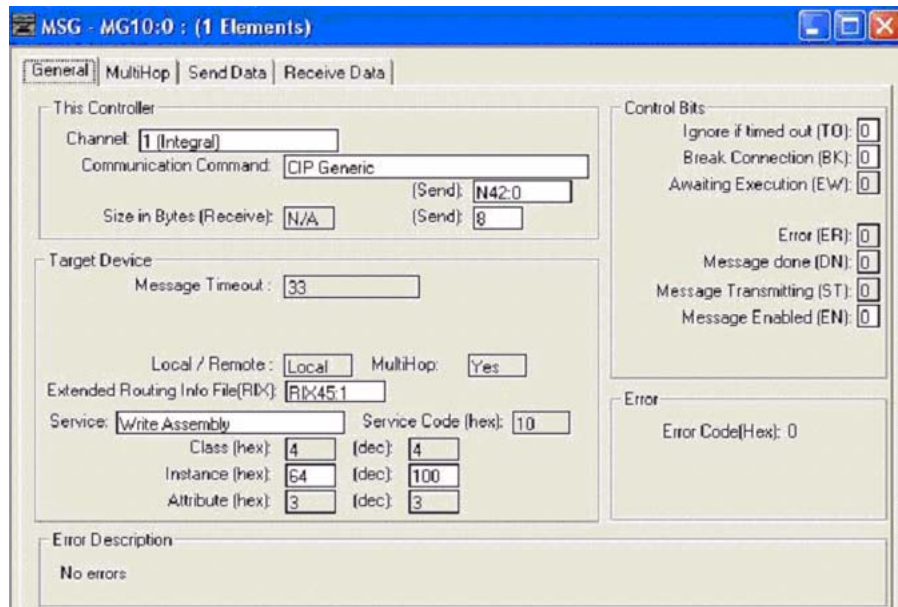 MSG - MG10:0 : (1 Elements)
General MultiHop Send Data Receive Data
This Controller
Channel: 1 (Integral)
Communication Command: CIP Generic
(Send): N42:0
Size in Bytes (Receive): N/A (Send): 8
Target Device
Message Timeout : 33
Local / Remote : Local MultiHop: Yes
Extended Routing Info File(RIX): RIX45:1
Service: Write Assembly Service Code (hex): 10
Class (hex): 4 (dec): 4
Instance (hex): 64 (dec): 100
Attribute (hex): 3 (dec): 3
Control Bits
Ignore if timed out (TO): 0
Break Connection (BK): 0
Awaiting Execution (EW): 0
Error (ER): 0
Message done (DN): 0
Message Transmitting (ST): 0
Message Enabled (EN): 0
Error
Error Code(Hex): 0
Error Description
No errors